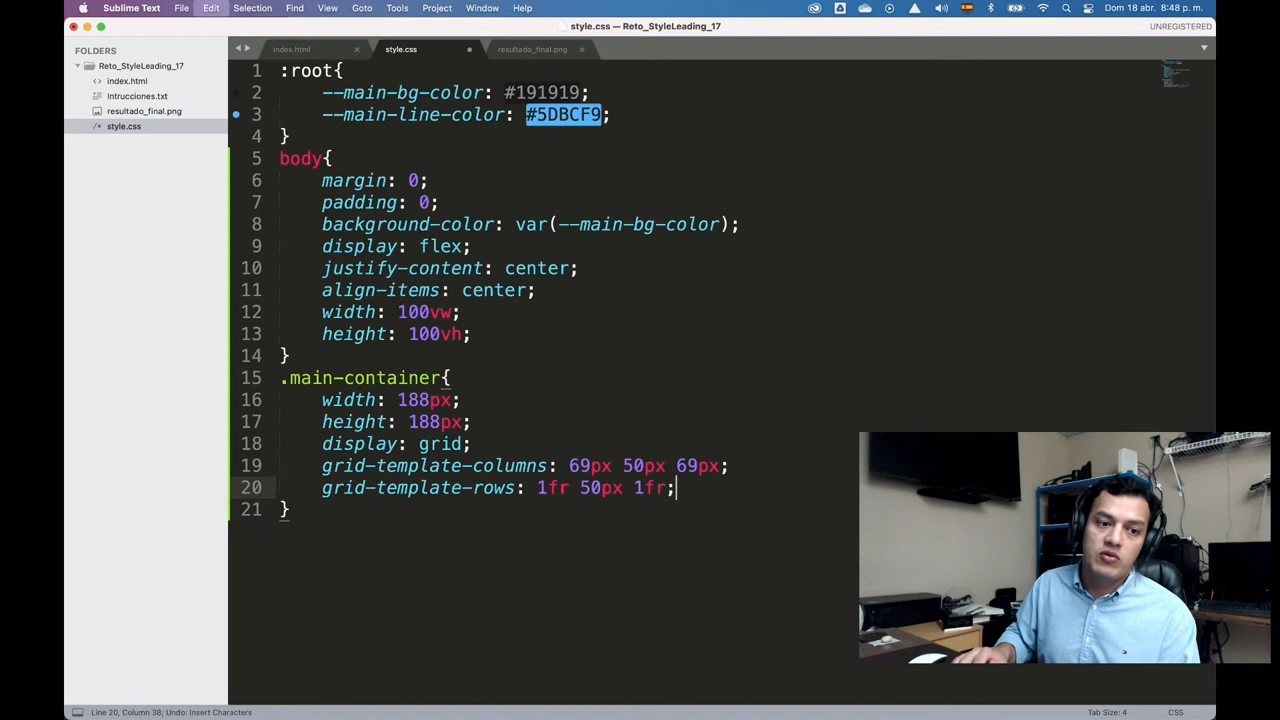 Sublime Text File Edit Selection Find View Goto Tools Project Window Help Dom 18 abr. 8:48 p. m.
style.css — Reto_StyleLeading_17 UNREGISTERED
FOLDERS
Reto_StyleLeading_17
index.html
Intrucciones.txt
resultado_final.png
style.css
index.html style.css resultado_final.png
1 :root{
2 --main-bg-color: #191919;
3 --main-line-color: #5DBCF9;
4 }
5 body{
6 margin: 0;
7 padding: 0;
8 background-color: var(--main-bg-color);
9 display: flex;
10 justify-content: center;
11 align-items: center;
12 width: 100vw;
13 height: 100vh;
14 }
15 .main-container{
16 width: 188px;
17 height: 188px;
18 display: grid;
19 grid-template-columns: 69px 50px 69px;
20 grid-template-rows: 1fr 50px 1fr;
21 }
Line 20, Column 38; Undo: Insert Characters Tab Size: 4 CSS